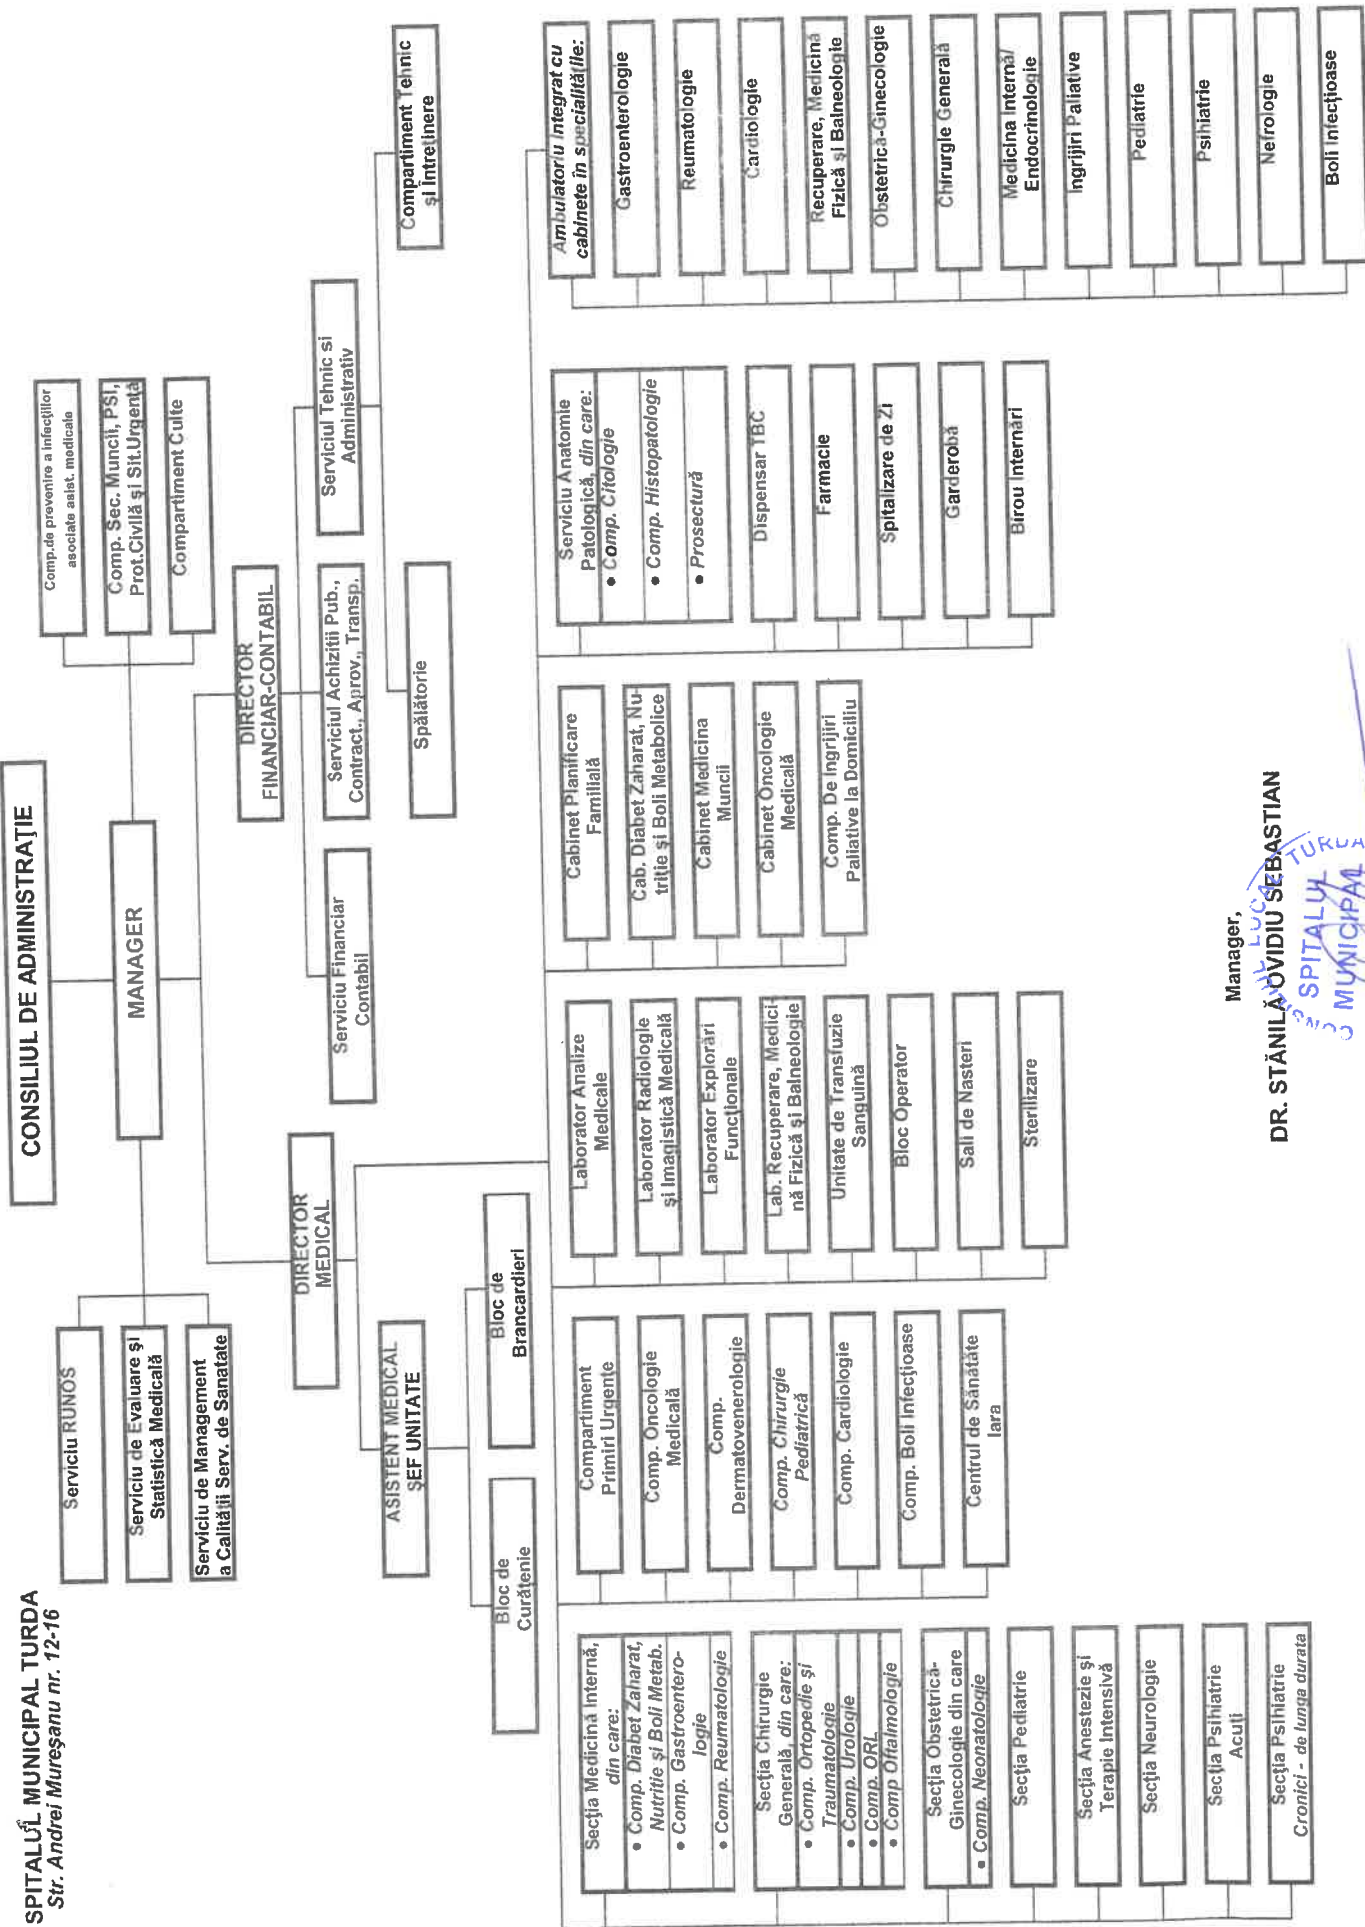 SPITALUL MUNICIPAL TURDA
Str. Andrei Mureşanu nr. 12-16
CONSILIUL DE ADMINISTRAŢIE
MANAGER
Serviciu RUNOS
Serviciu de Evaluare şi
Statistică Medicală
Serviciu de Management
a Calităţii Serv. de Sanatate
Comp.de prevenire a infecţiilor
asociate asist. medicale
Comp. Sec. Muncii, PSI,
Prot.Civilă şi Sit.Urgenţă
Compartiment Culte
DIRECTOR
MEDICAL
DIRECTOR
FINANCIAR-CONTABIL
ASISTENT MEDICAL
ŞEF UNITATE
Bloc de
Curăţenie
Bloc de
Brancardieri
Serviciu Financiar
Contabil
Serviciul Achizitii Pub.,
Contract., Aprov., Transp.
Serviciul Tehnic si
Administrativ
Spălătorie
Compartiment Tehnic
şi Întreţinere
Secţia Medicină Internă,
din care:
• Comp. Diabet Zaharat,
Nutritie şi Boli Metab.
• Comp. Gastroentero-
logie
• Comp. Reumatologie
Secţia Chirurgie
Generală, din care:
• Comp. Ortopedie şi
Traumatologie
• Comp. Urologie
• Comp. ORL
• Comp Oftalmologie
Secţia Obstetrică-
Ginecologie din care
• Comp. Neonatologie
Secţia Pediatrie
Secţia Anestezie şi
Terapie Intensivă
Secţia Neurologie
Secţia Psihiatrie
Acuţi
Secţia Psihiatrie
Cronici - de lunga durata
Compartiment
Primiri Urgenţe
Comp. Oncologie
Medicală
Comp.
Dermatovenerologie
Comp. Chirurgie
Pediatrică
Comp. Cardiologie
Comp. Boli Infecţioase
Centrul de Sănătăte
Iara
Laborator Analize
Medicale
Laborator Radiologie
şi Imagistică Medicală
Laborator Explorări
Funcţionale
Lab. Recuperare, Medici-
nă Fizică şi Balneologie
Unitate de Transfuzie
Sanguină
Bloc Operator
Sali de Nasteri
Sterilizare
Cabinet Planificare
Familială
Cab. Diabet Zaharat, Nu-
triţie şi Boli Metabolice
Cabinet Medicina
Muncii
Cabinet Oncologie
Medicală
Comp. De Ingrijiri
Paliative la Domiciliu
Serviciu Anatomie
Patologică, din care:
• Comp. Citologie
• Comp. Histopatologie
• Prosectură
Dispensar TBC
Farmacie
Spitalizare de Zi
Garderobă
Birou Internări
Ambulatoriu Integrat cu
cabinete în specialităţile:
Gastroenterologie
Reumatologie
Cardiologie
Recuperare, Medicină
Fizică şi Balneologie
Obstetrică-Ginecologie
Chirurgie Generală
Medicina Internă/
Endocrinologie
Ingrijiri Paliative
Pediatrie
Psihiatrie
Nefrologie
Boli Infecţioase
Manager,
DR. STĂNILĂ OVIDIU SEBASTIAN
CONSILIUL LOCAL TURDA
SPITALUL
MUNICIPAL